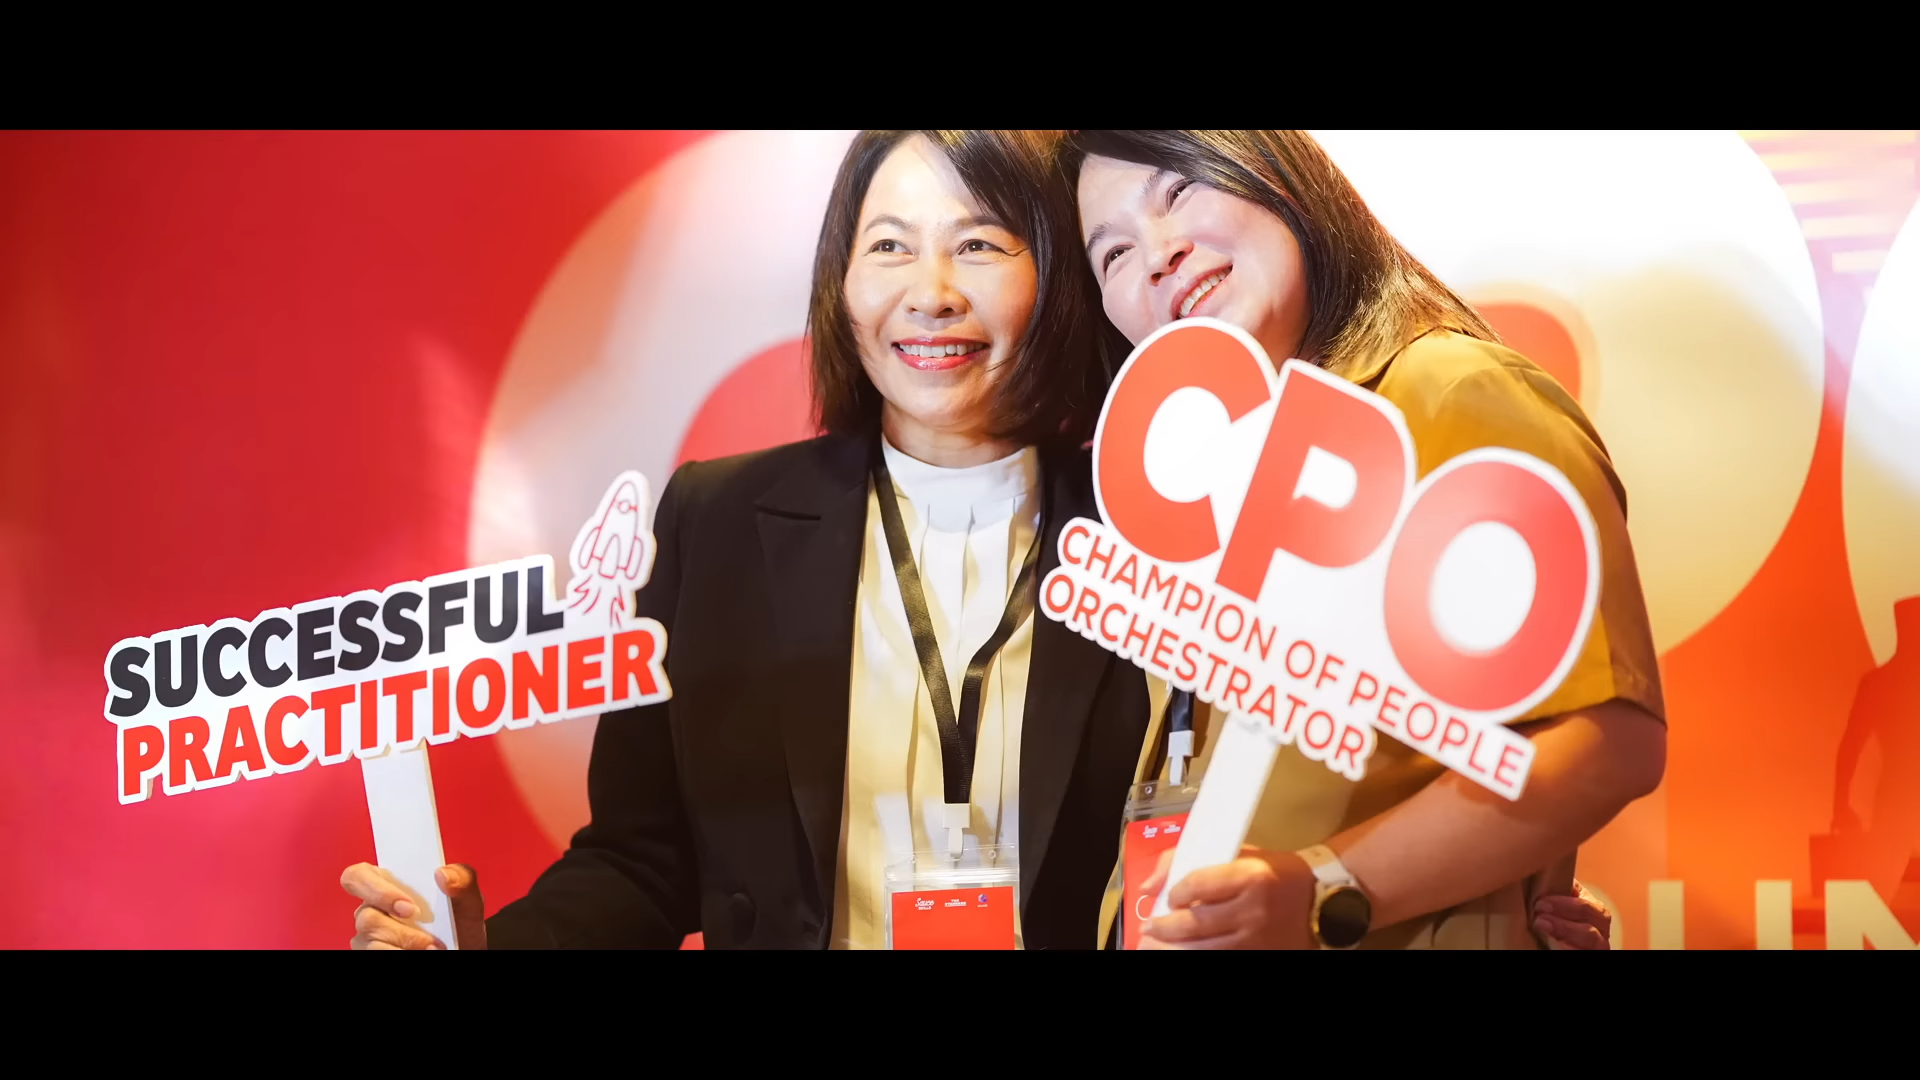 SUCCESSFUL
PRACTITIONER
CPO
CHAMPION OF PEOPLE
ORCHESTRATOR